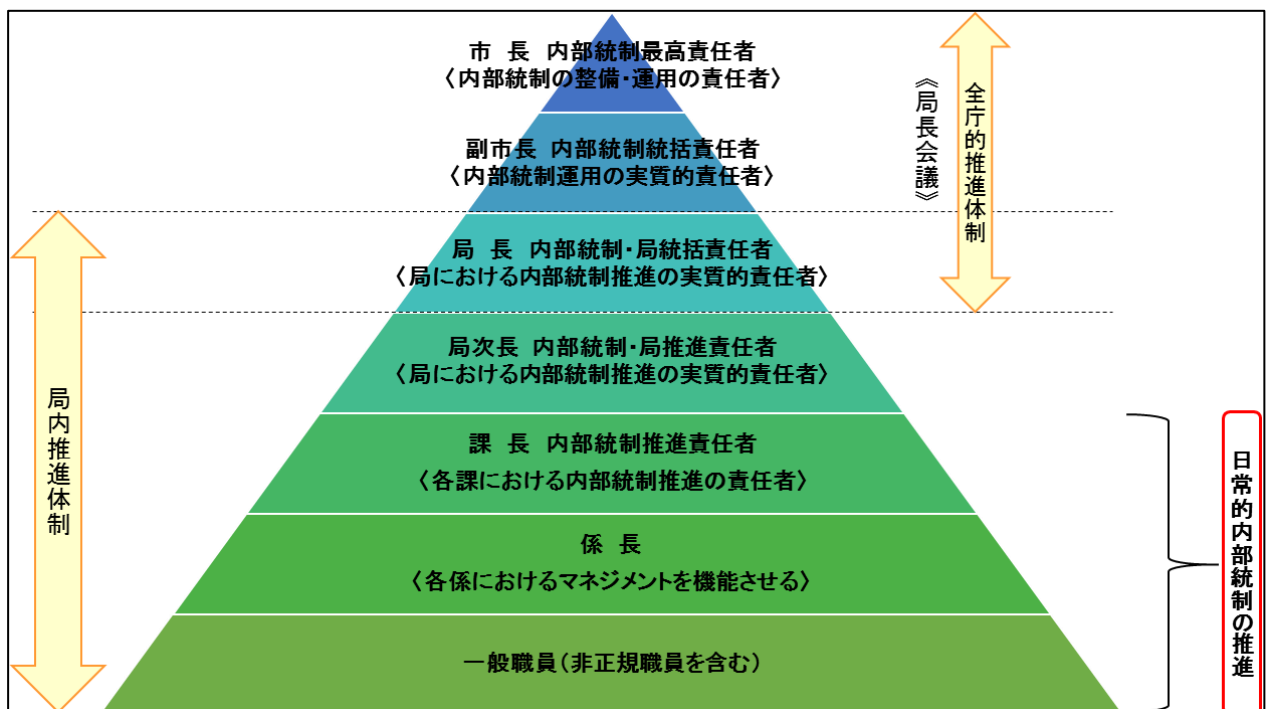 市　長　内部統制最高責任者
〈内部統制の整備・運用の責任者〉
副市長　内部統制統括責任者
〈内部統制運用の実質的責任者〉
局　長　内部統制・局統括責任者
〈局における内部統制推進の実質的責任者〉
局次長　内部統制・局推進責任者
〈局における内部統制推進の実質的責任者〉
課　長　内部統制推進責任者
〈各課における内部統制推進の責任者〉
係　長
〈各係におけるマネジメントを機能させる〉
一般職員（非正規職員を含む）
全庁的推進体制
《局長会議》
局内推進体制
日常的内部統制の推進